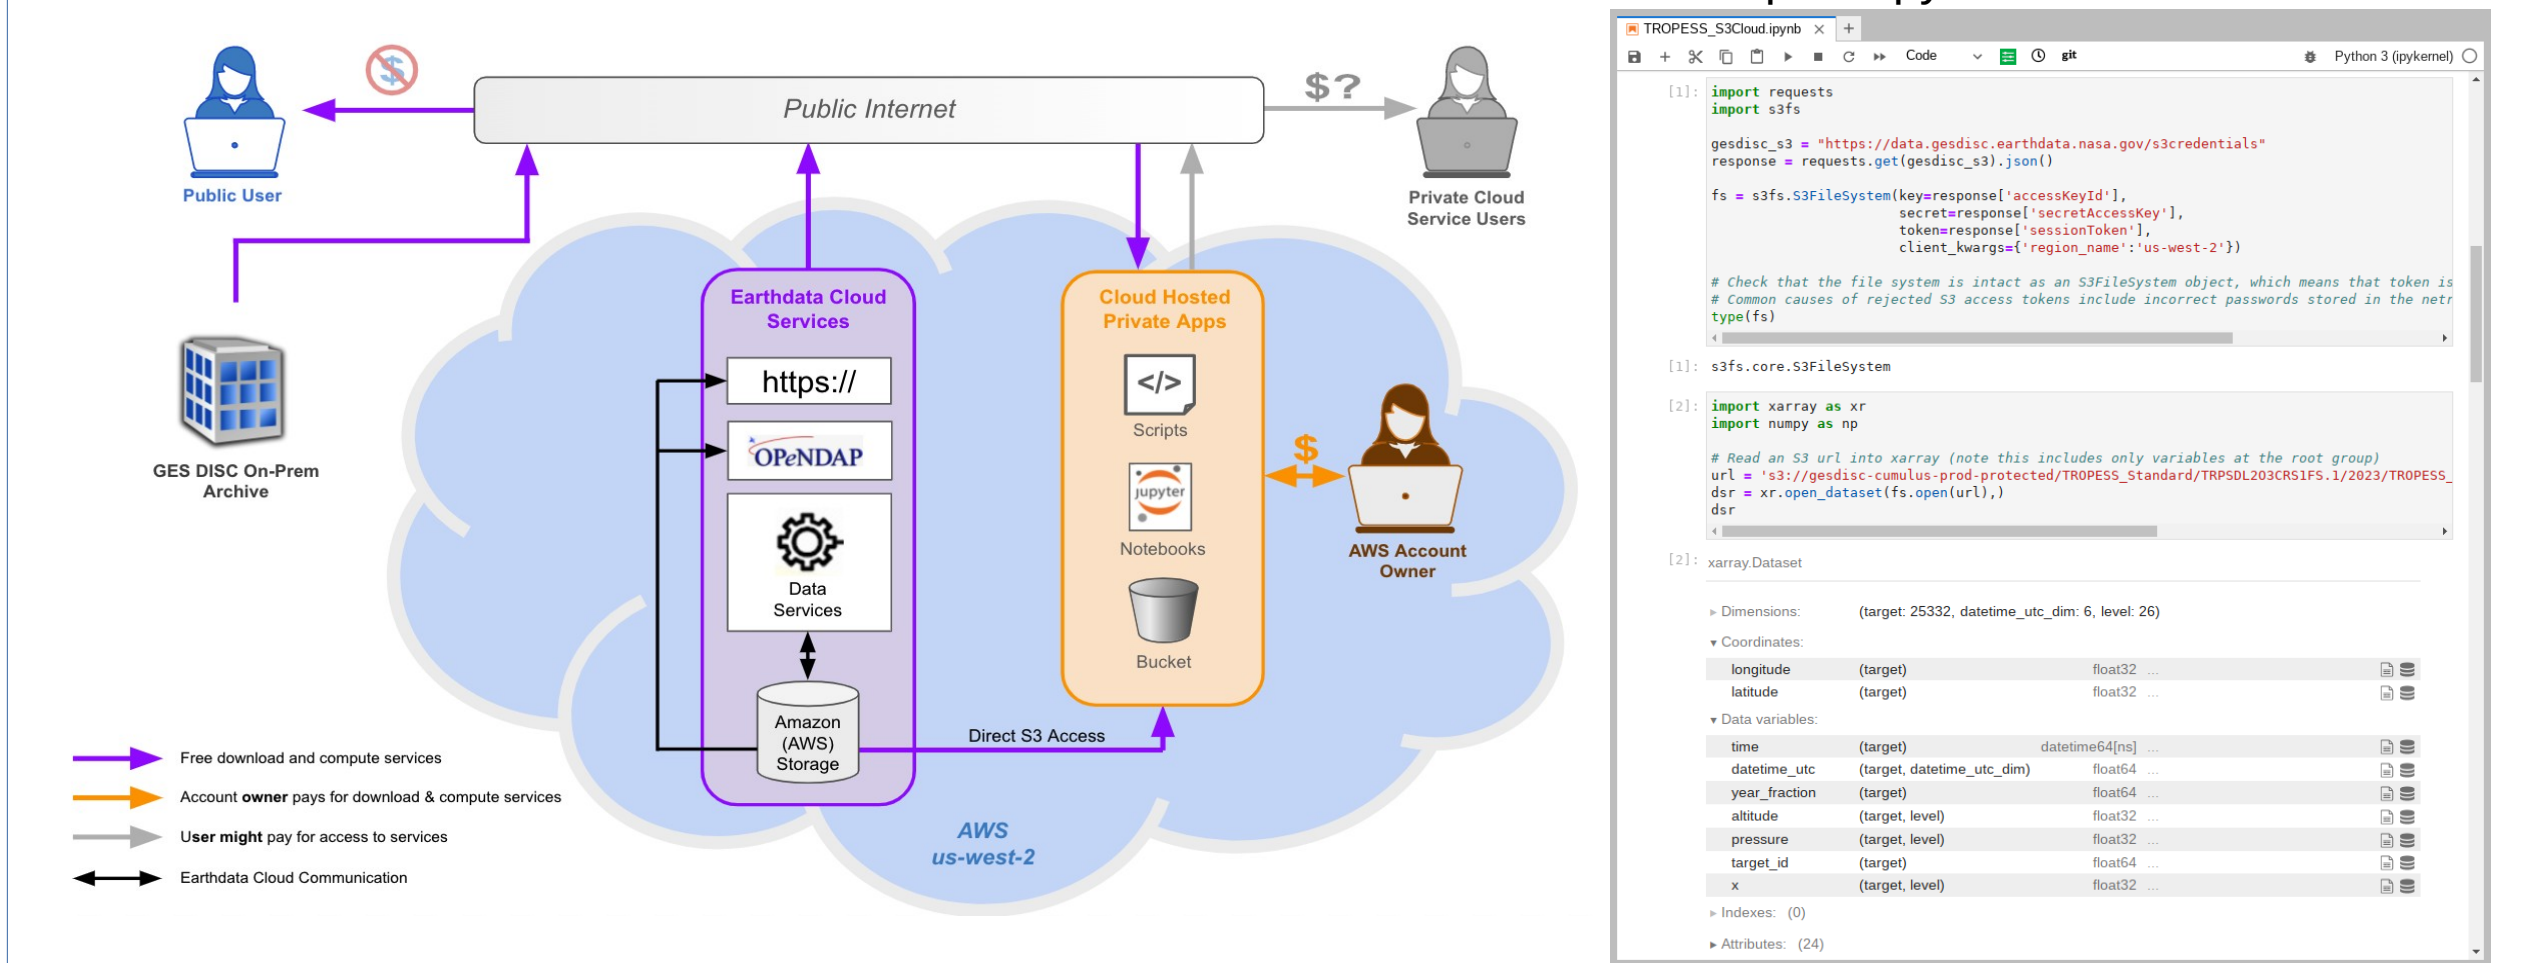 $
Public Internet
$?
Public User
Private Cloud
Service Users
Earthdata Cloud
Services
https://
OPeNDAP
Data
Services
Amazon
(AWS)
Storage
Cloud Hosted
Private Apps
</>
Scripts
jupyter
Notebooks
Bucket
$
AWS Account
Owner
GES DISC On-Prem
Archive
Direct S3 Access
AWS
us-west-2
Free download and compute services
Account owner pays for download & compute services
User might pay for access to services
Earthdata Cloud Communication
TROPESS_S3Cloud.ipynb
Code
git
Python 3 (ipykernel)
[1]: import requests
import s3fs
gesdisc_s3 = "https://data.gesdisc.earthdata.nasa.gov/s3credentials"
response = requests.get(gesdisc_s3).json()
fs = s3fs.S3FileSystem(key=response['accessKeyId'],
secret=response['secretAccessKey'],
token=response['sessionToken'],
client_kwargs={'region_name':'us-west-2'})
# Check that the file system is intact as an S3FileSystem object, which means that token is
# Common causes of rejected S3 access tokens include incorrect passwords stored in the netr
type(fs)
[1]: s3fs.core.S3FileSystem
[2]: import xarray as xr
import numpy as np
# Read an S3 url into xarray (note this includes only variables at the root group)
url = 's3://gesdisc-cumulus-prod-protected/TROPESS_Standard/TRPSDL2O3CRS1FS.1/2023/TROPESS_
dsr = xr.open_dataset(fs.open(url),)
dsr
[2]: xarray.Dataset
Dimensions: (target: 25332, datetime_utc_dim: 6, level: 26)
Coordinates:
longitude (target) float32 ...
latitude (target) float32 ...
Data variables:
time (target) datetime64[ns] ...
datetime_utc (target, datetime_utc_dim) float64 ...
year_fraction (target) float64 ...
altitude (target, level) float32 ...
pressure (target, level) float32 ...
target_id (target) float64 ...
x (target, level) float32 ...
Indexes: (0)
Attributes: (24)